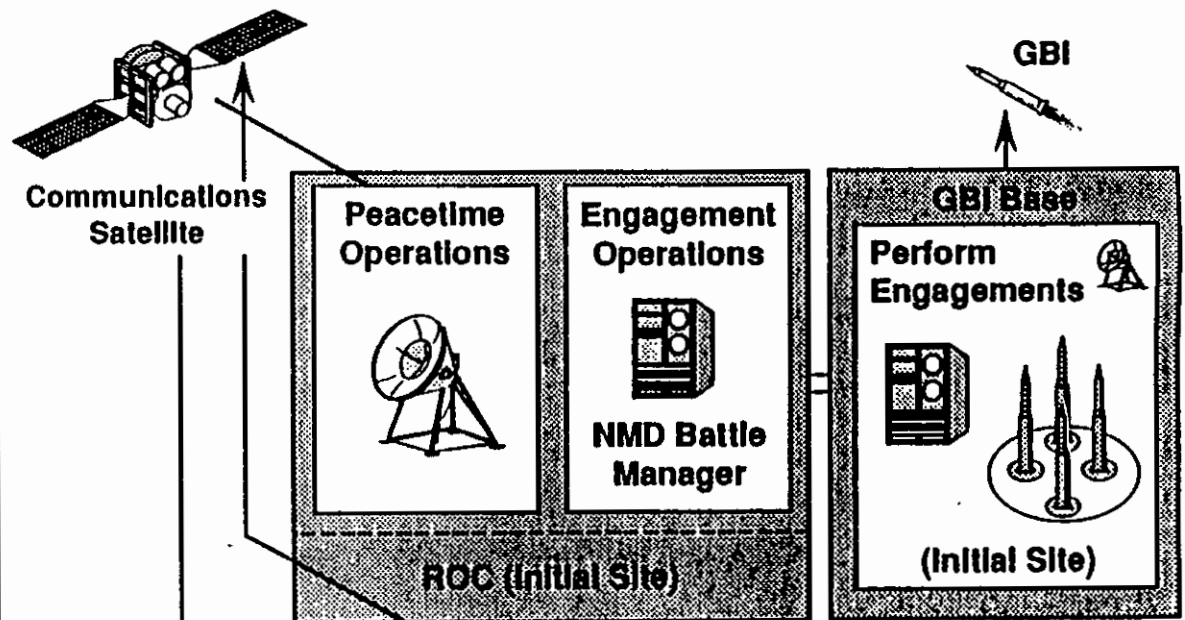 GBI
Communications
Satellite
Peacetime
Operations
Engagement
Operations
NMD Battle
Manager
ROC (Initial Site)
GBI Base
Perform
Engagements
(Initial Site)